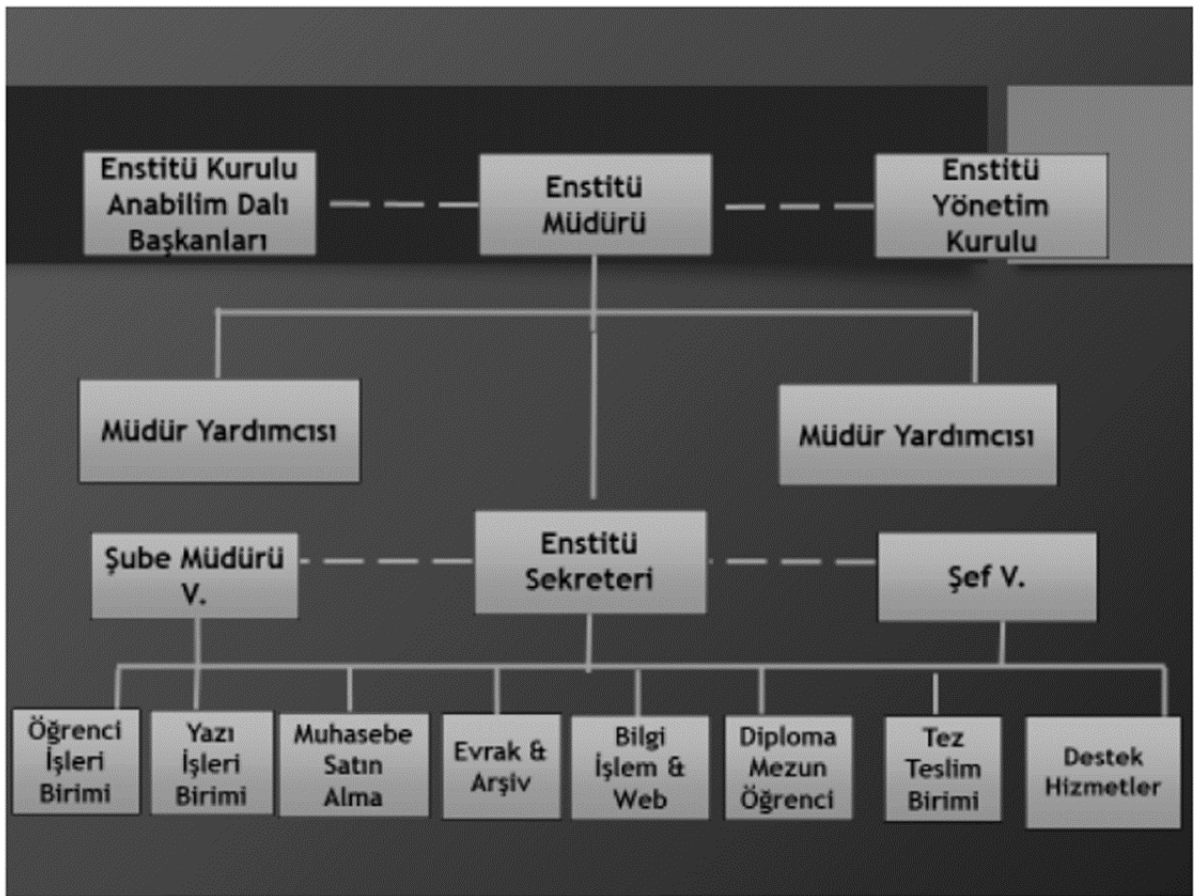 Enstitü Kurulu
Anabilim Dalı
Başkanları
Enstitü
Müdürü
Enstitü
Yönetim
Kurulu
Müdür Yardımcısı
Müdür Yardımcısı
Şube Müdürü
V.
Enstitü
Sekreteri
Şef V.
Öğrenci
İşleri
Birimi
Yazı
İşleri
Birimi
Muhasebe
Satın
Alma
Evrak &
Arşiv
Bilgi
İşlem &
Web
Diploma
Mezun
Öğrenci
Tez
Teslim
Birimi
Destek
Hizmetler